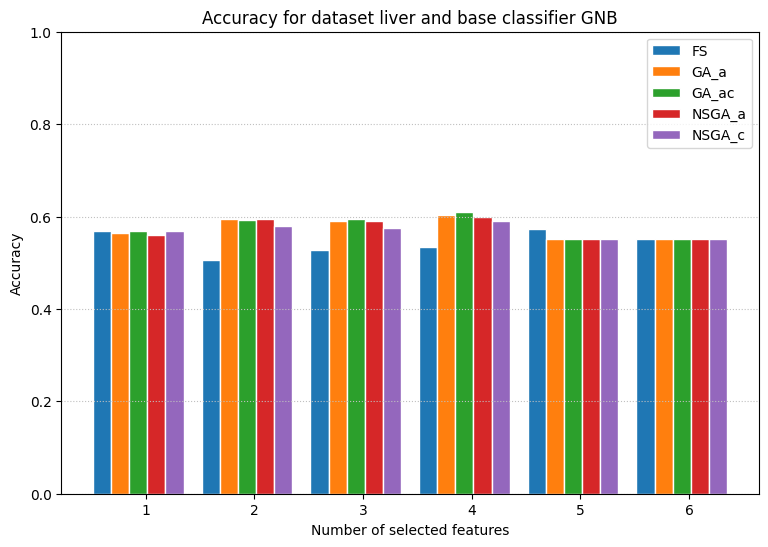 Accuracy for dataset liver and base classifier GNB
FS
GA_a
GA_ac
NSGA_a
NSGA_c
Accuracy
1.0
0.8
0.6
0.4
0.2
0.0
1 2 3 4 5 6
Number of selected features